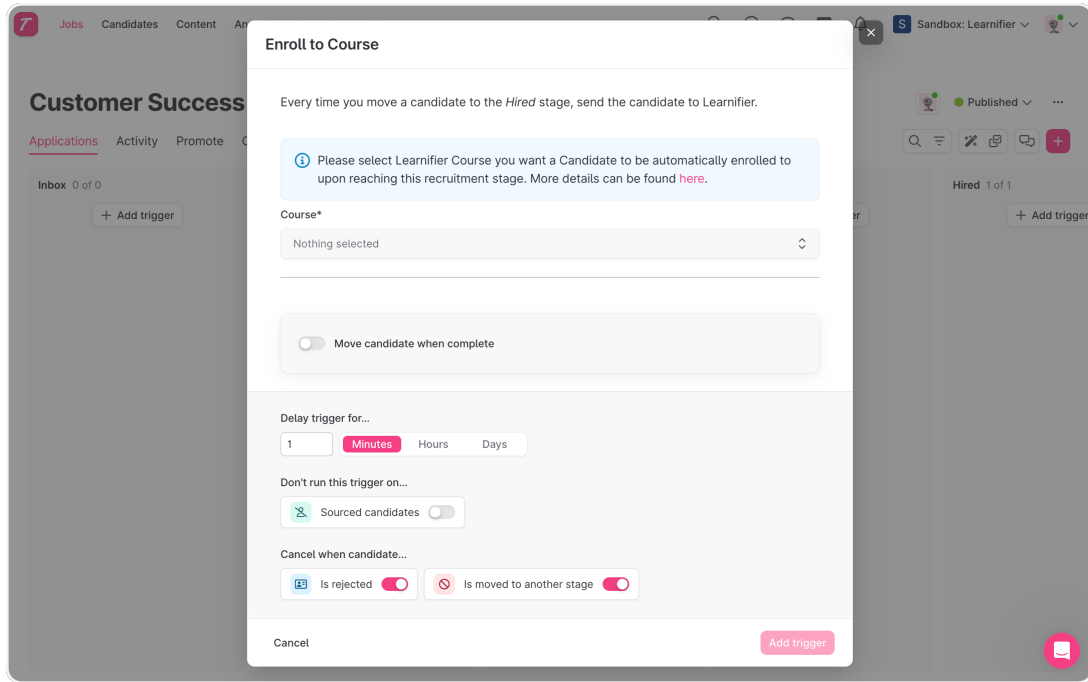 Jobs Candidates Content An
S Sandbox: Learnifier
Enroll to Course
Customer Success
Published
Every time you move a candidate to the Hired stage, send the candidate to Learnifier.
Applications Activity Promote
Please select Learnifier Course you want a Candidate to be automatically enrolled to
upon reaching this recruitment stage. More details can be found here.
Inbox 0 of 0
Hired 1 of 1
Add trigger
er
Add trigger
Course*
Nothing selected
Move candidate when complete
Delay trigger for...
1 Minutes Hours Days
Don't run this trigger on...
Sourced candidates
Cancel when candidate...
Is rejected Is moved to another stage
Cancel Add trigger